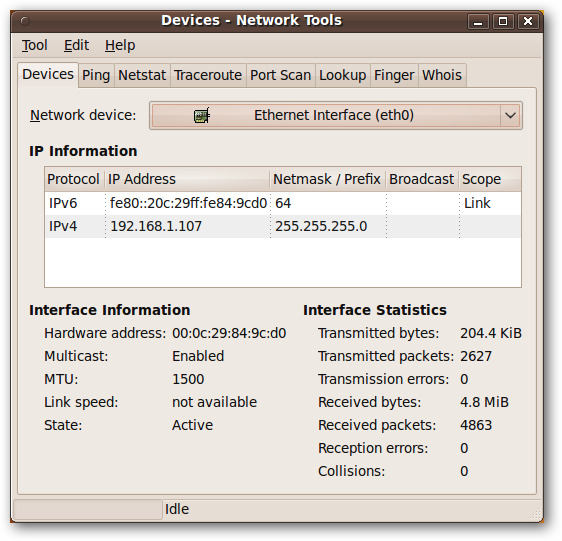 Devices - Network Tools
Tool Edit Help
Devices Ping Netstat Traceroute Port Scan Lookup Finger Whois
Network device: Ethernet Interface (eth0)
IP Information
Protocol IP Address Netmask / Prefix Broadcast Scope
IPv6 fe80::20c:29ff:fe84:9cd0 64 Link
IPv4 192.168.1.107 255.255.255.0
Interface Information
Hardware address: 00:0c:29:84:9c:d0
Multicast: Enabled
MTU: 1500
Link speed: not available
State: Active
Interface Statistics
Transmitted bytes: 204.4 KiB
Transmitted packets: 2627
Transmission errors: 0
Received bytes: 4.8 MiB
Received packets: 4863
Reception errors: 0
Collisions: 0
Idle